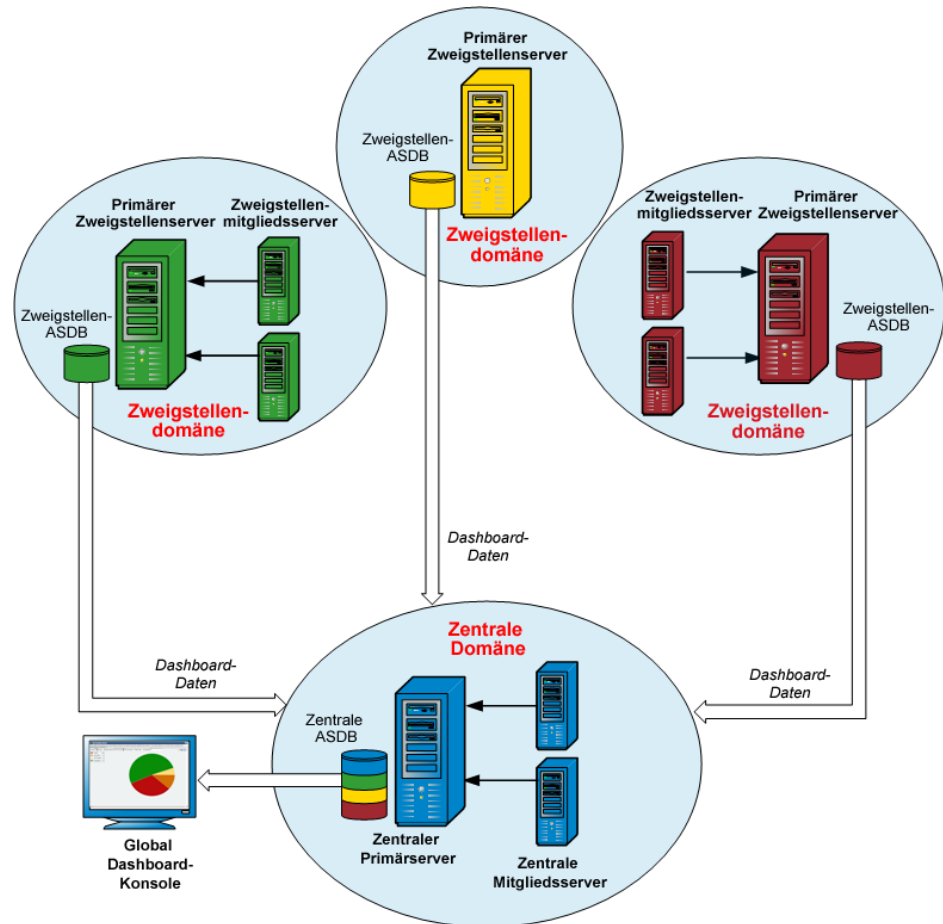 Primärer
Zweigstellenserver
Zweigstellen-
ASDB
Zweigstellen-
domäne
Primärer
Zweigstellenserver
Zweigstellen-
mitgliedsserver
Zweigstellen-
ASDB
Zweigstellen-
domäne
Zweigstellen-
mitgliedsserver
Primärer
Zweigstellenserver
Zweigstellen-
ASDB
Zweigstellen-
domäne
Dashboard-
Daten
Dashboard-
Daten
Dashboard-
Daten
Zentrale
Domäne
Zentrale
ASDB
Zentraler
Primärserver
Zentrale
Mitgliedsserver
Global
Dashboard-
Konsole